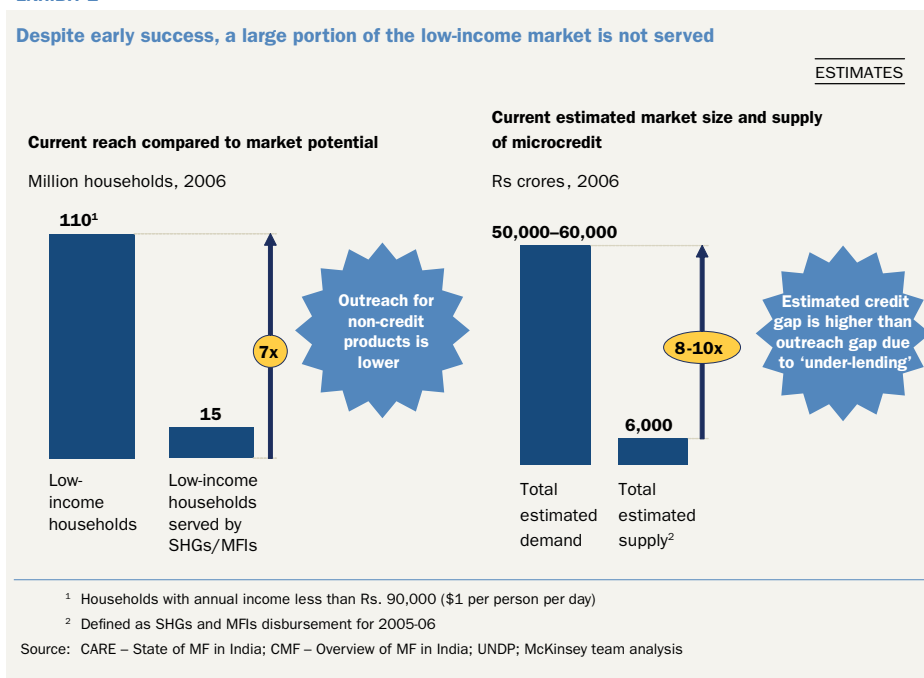 Despite early success, a large portion of the low-income market is not served
ESTIMATES
Current reach compared to market potential
Million households, 2006
110¹
7x
15
Low-
income
households
Low-income
households
served by
SHGs/MFIs
Outreach for
non-credit
products is
lower
Current estimated market size and supply
of microcredit
Rs crores, 2006
50,000–60,000
8-10x
6,000
Total
estimated
demand
Total
estimated
supply²
Estimated credit
gap is higher than
outreach gap due
to ‘under-lending’
¹ Households with annual income less than Rs. 90,000 ($1 per person per day)
² Defined as SHGs and MFIs disbursement for 2005-06
Source: CARE – State of MF in India; CMF – Overview of MF in India; UNDP; McKinsey team analysis